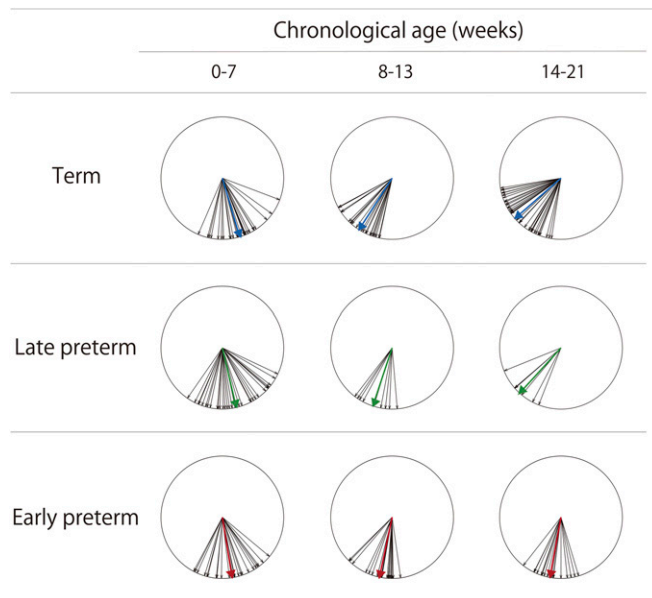 Chronological age (weeks)
0-7 8-13 14-21
Term
Late preterm
Early preterm